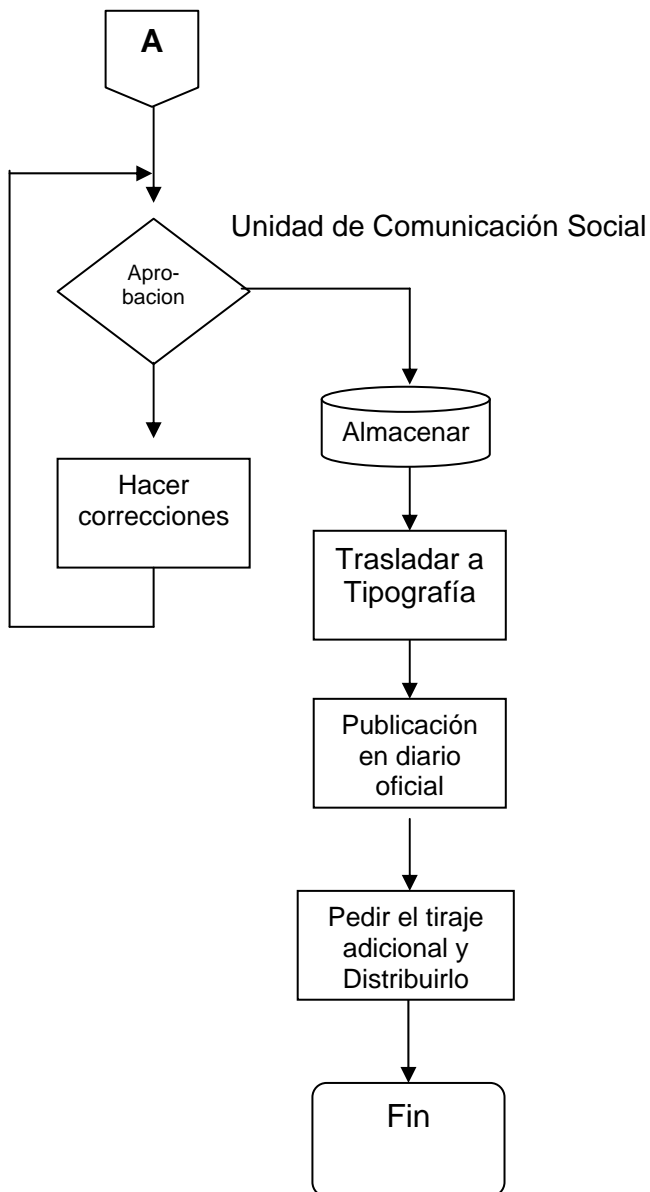 A
Unidad de Comunicación Social
Apro-
bacion
Hacer
correcciones
Almacenar
Trasladar a
Tipografía
Publicación
en diario
oficial
Pedir el tiraje
adicional y
Distribuirlo
Fin